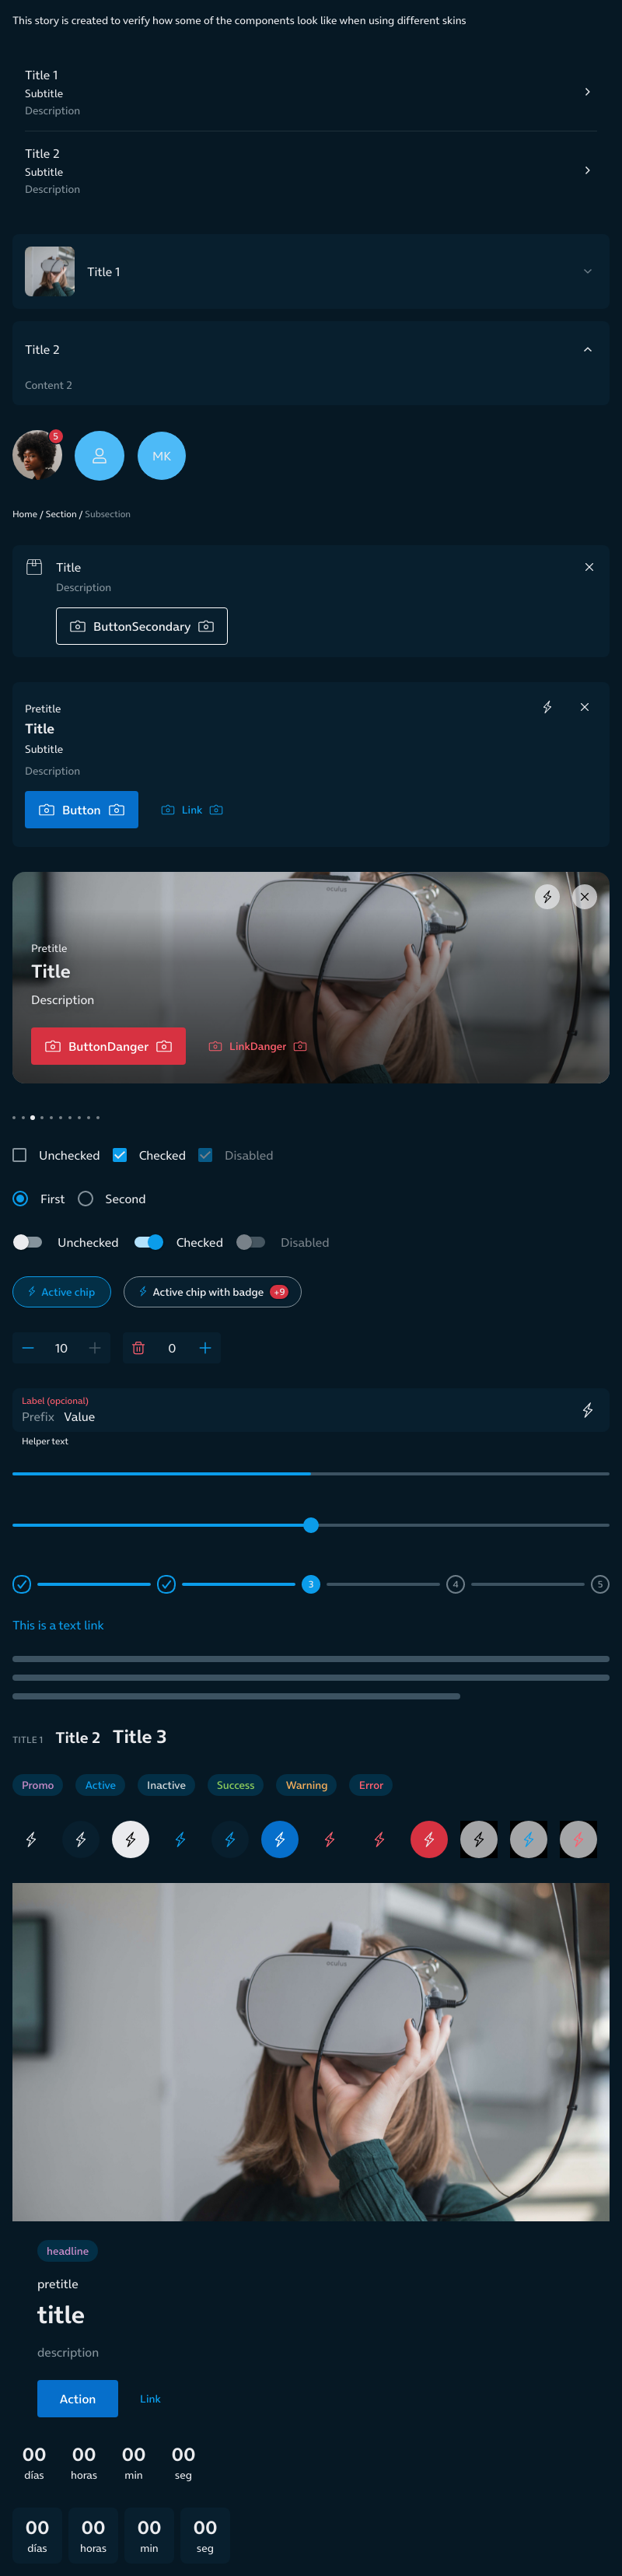 This story is created to verify how some of the components look like when using different skins
Title 1
Subtitle
Description
Title 2
Subtitle
Description
Title 1
Title 2
Content 2
5
MK
Home / Section / Subsection
Title
Description
ButtonSecondary
Pretitle
Title
Subtitle
Description
Button Link
oculus
Pretitle
Title
Description
ButtonDanger LinkDanger
Unchecked Checked Disabled
First Second
Unchecked Checked Disabled
Active chip Active chip with badge +9
10 0
Label (opcional)
Prefix Value
Helper text
3 4 5
This is a text link
TITLE 1 Title 2 Title 3
Promo Active Inactive Success Warning Error
oculus
headline
pretitle
title
description
Action Link
00 00 00 00
días horas min seg
00 00 00 00
días horas min seg